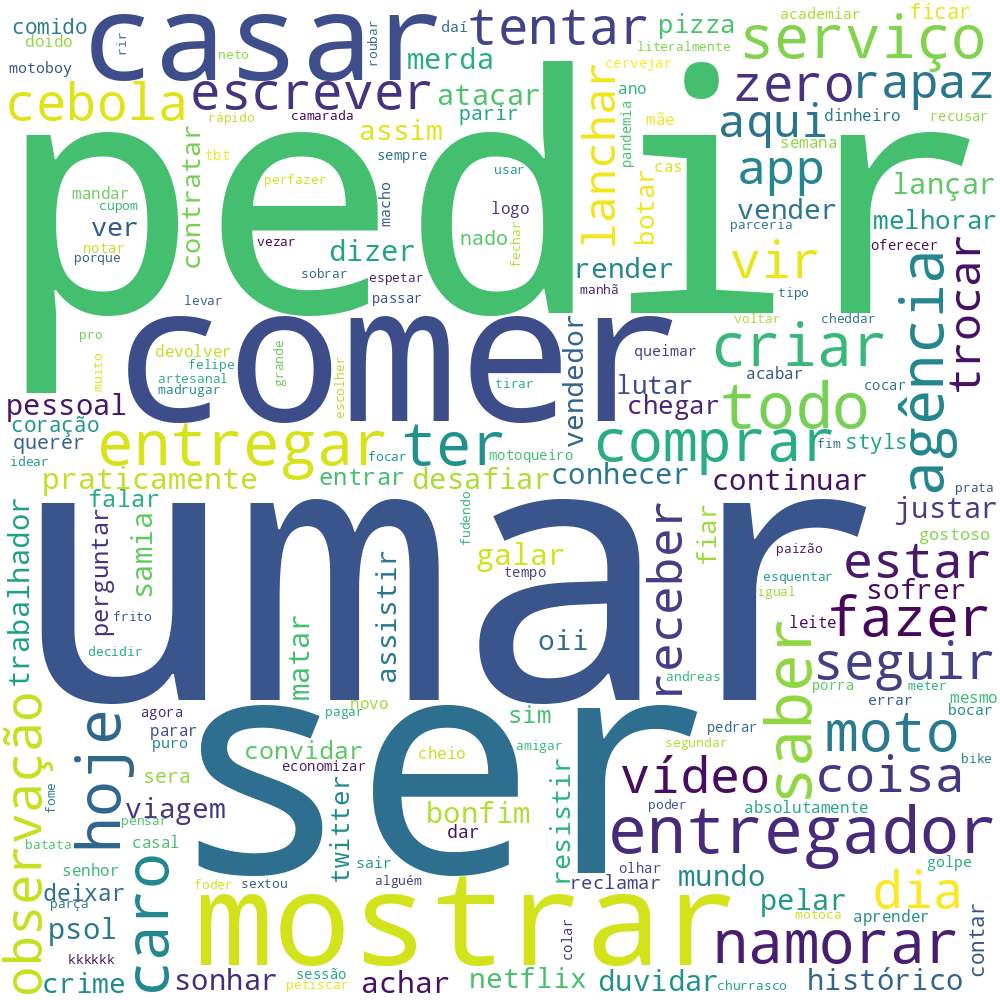 comido
casar
daí
roubar
tentar
pizza
academiar
ficar
doido
rir
neto
merda
literalmente
serviço
motoboy
cebola
escrever
atacar
lanchar
cervejar
ano
zero
rapaz
rápido
camarada
parir
pandemia
mãe
aqui
dinheiro
recusar
contratar
tbt
assim
sempre
usar
semana
pedir
mandar
cupom
perfazer
macho
logo
botar
cas
app
lançar
ver
notar
porque
vezar
dizer
nado
fechar
vender
parceria
melhorar
sobrar
espetar
render
vir
oferecer
levar
passar
manhã
tipo
agência
trocar
pro
comer
voltar
cheddar
muito
devolver
felipe
grande
artesanal
madrugar
escolher
tirar
vendedor
queimar
criar
acabar
lutar
cocar
pessoal
coração
querer
chegar
todo
idear
entregar
focar
ter
motoqueiro
comprar
fim
styls
praticamente
entrar
desafiar
conhecer
continuar
prata
falar
samia
fudendo
justar
trabalhador
perguntar
umar
galar
receber
fiar
paizão
gostoso
estar
frito
assistir
tempo
esquentar
igual
sofrer
decidir
matar
oii
leite
fazer
andreas
saber
seguir
porra
meter
observação
hoje
agora
novo
pagar
sim
errar
mesmo
bocar
parar
puro
ser
amigar
pedrar
moto
convidar
cheio
segundar
economizar
vídeo
coisa
bike
sera
fome
viagem
twitter
bonfim
resistir
poder
absolutamente
pensar
batata
casal
dar
entregador
senhor
caro
sair
olhar
golpe
deixar
parça
foder
sextou
alguém
reclamar
mundo
pelar
dia
psol
mostrar
motoca
aprender
kkkkkk
colar
namorar
contar
crime
sonhar
sessão
petiscar
achar
netflix
duvidar
churrasco
histórico